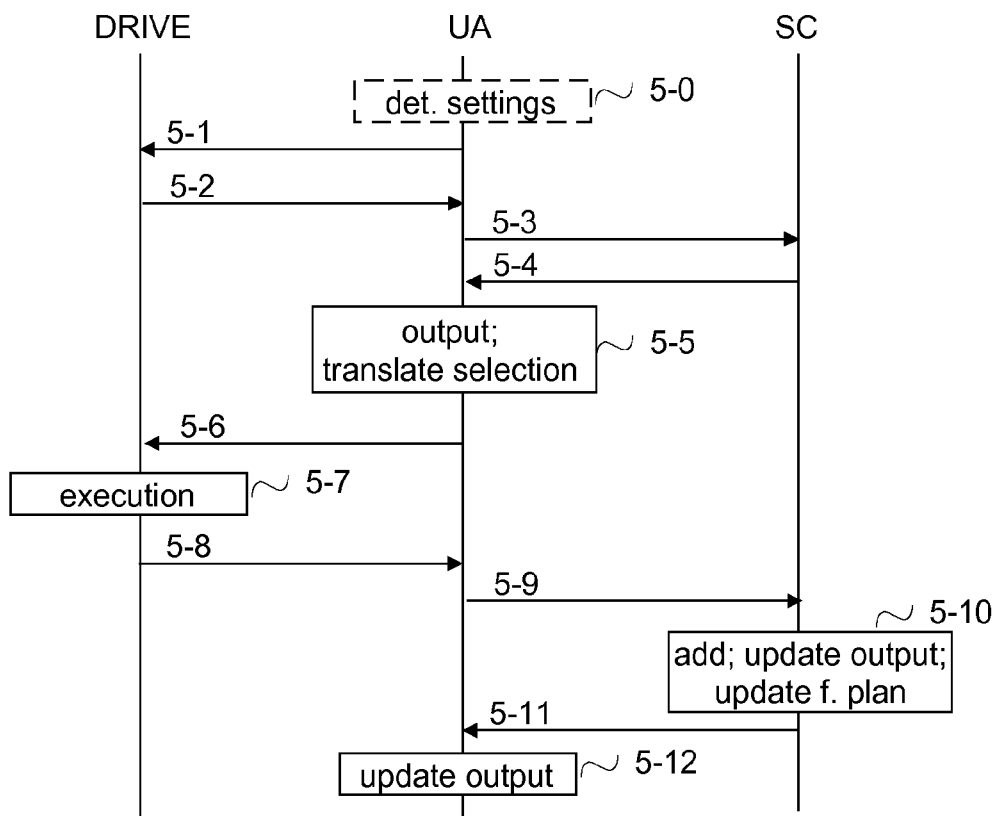 DRIVE
UA
SC
det. settings
5-0
5-1
5-2
5-3
5-4
output;
translate selection
5-5
5-6
execution
5-7
5-8
5-9
5-10
add; update output;
update f. plan
5-11
update output
5-12